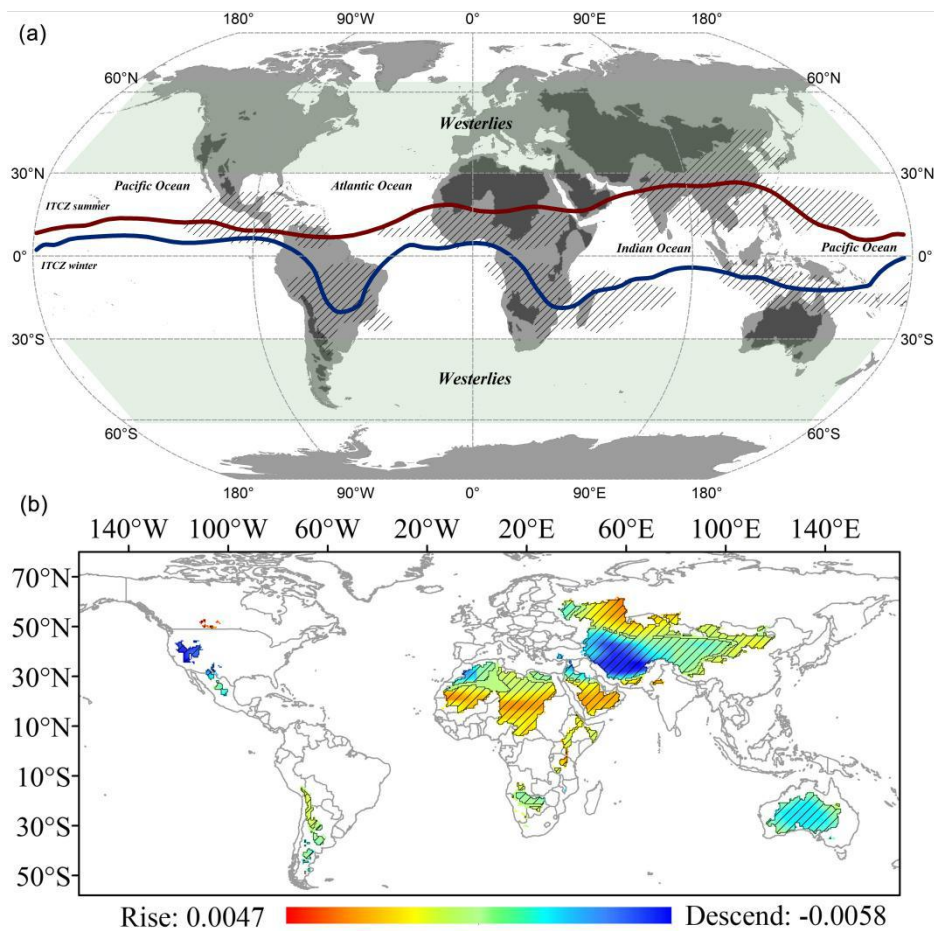 (a)
180° 90°W 0° 90°E 180°
60°N 60°N
Westerlies
30°N 30°N
Pacific Ocean Atlantic Ocean
ITCZ summer
Indian Ocean Pacific Ocean
0° 0°
ITCZ winter
30°S 30°S
Westerlies
60°S 60°S
180° 90°W 0° 90°E 180°
(b)
140°W 100°W 60°W 20°W 20°E 60°E 100°E 140°E
70°N
50°N
30°N
10°N
10°S
30°S
50°S
Rise: 0.0047 Descend: -0.0058